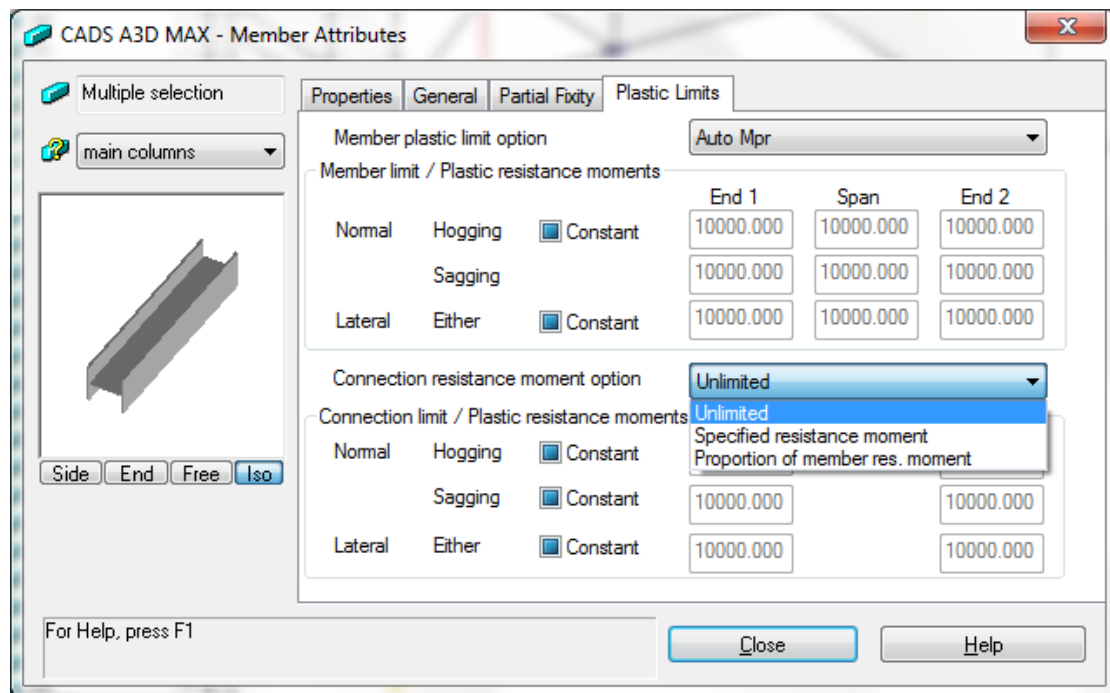 CADS A3D MAX - Member Attributes
x
Multiple selection
main columns
Side End Free Iso
Properties General Partial Fixity Plastic Limits
Member plastic limit option Auto Mpr
Member limit / Plastic resistance moments
End 1 Span End 2
Normal Hogging Constant 10000.000 10000.000 10000.000
Sagging 10000.000 10000.000 10000.000
Lateral Either Constant 10000.000 10000.000 10000.000
Connection resistance moment option Unlimited
Unlimited
Specified resistance moment
Proportion of member res. moment
Connection limit / Plastic resistance moments
Normal Hogging Constant
Sagging Constant 10000.000 10000.000
Lateral Either Constant 10000.000 10000.000
For Help, press F1
Close Help